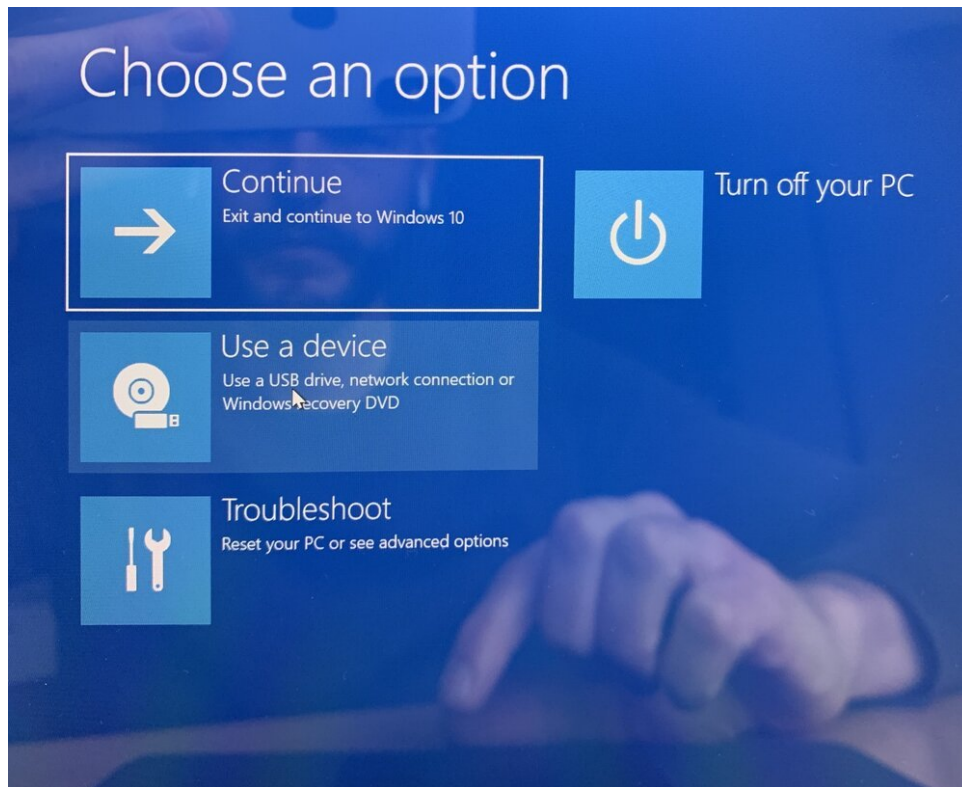 Choose an option
Continue
Exit and continue to Windows 10
Turn off your PC
Use a device
Use a USB drive, network connection or
Windows recovery DVD
Troubleshoot
Reset your PC or see advanced options